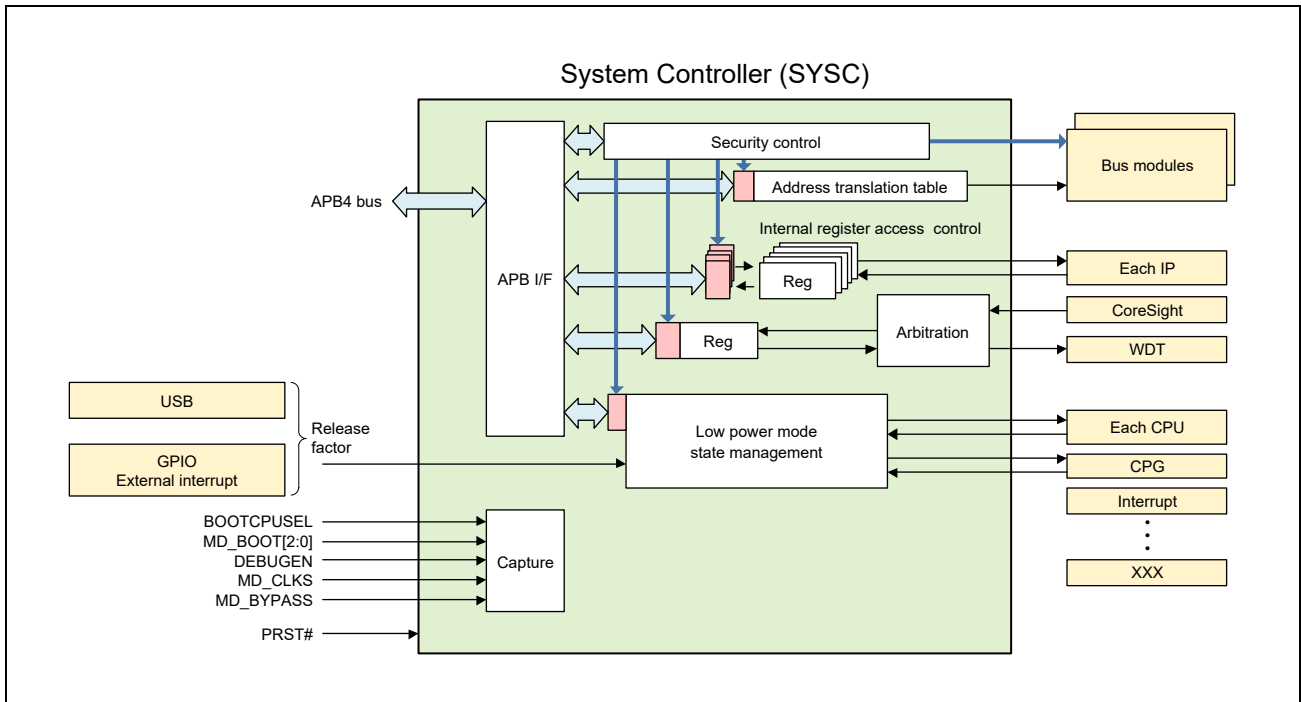 System Controller (SYSC)
Security control
Bus modules
Address translation table
APB4 bus
Internal register access control
APB I/F
Reg
Each IP
CoreSight
Reg
Arbitration
WDT
USB
Release
factor
GPIO
External interrupt
Low power mode
state management
Each CPU
CPG
Interrupt
BOOTCPUSEL
MD_BOOT[2:0]
DEBUGEN
MD_CLKS
MD_BYPASS
Capture
XXX
PRST#